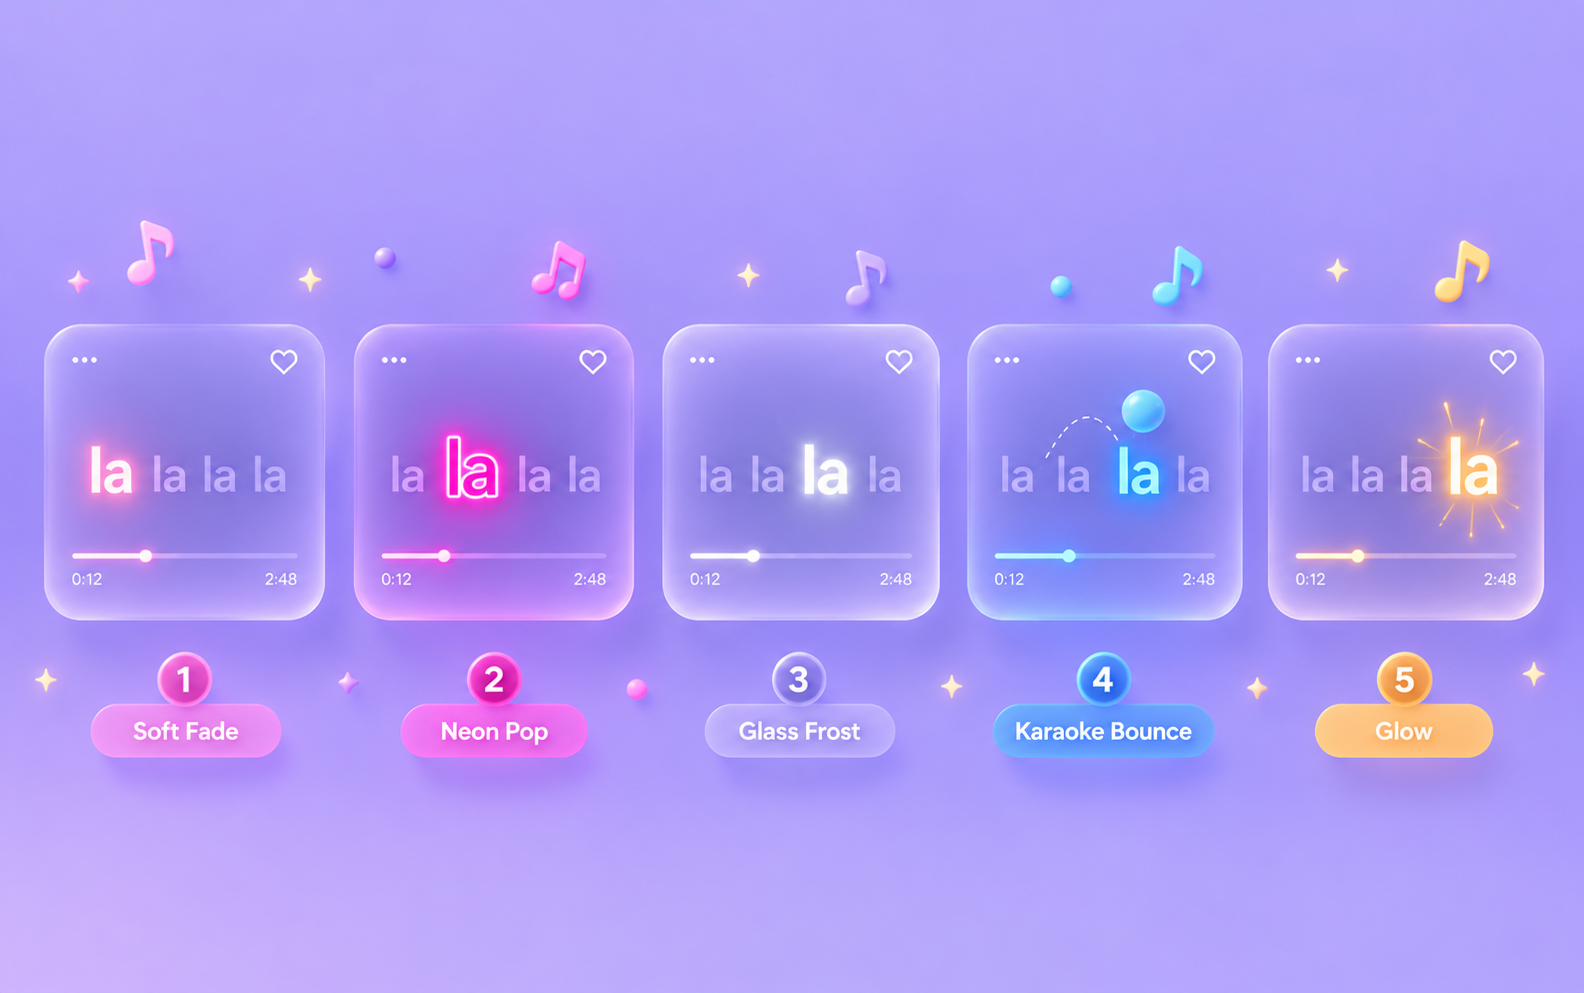 la la la la
0:12 2:48
1
Soft Fade
la la la la
0:12 2:48
2
Neon Pop
la la la la
0:12 2:48
3
Glass Frost
la la la la
0:12 2:48
4
Karaoke Bounce
la la la la
0:12 2:48
5
Glow